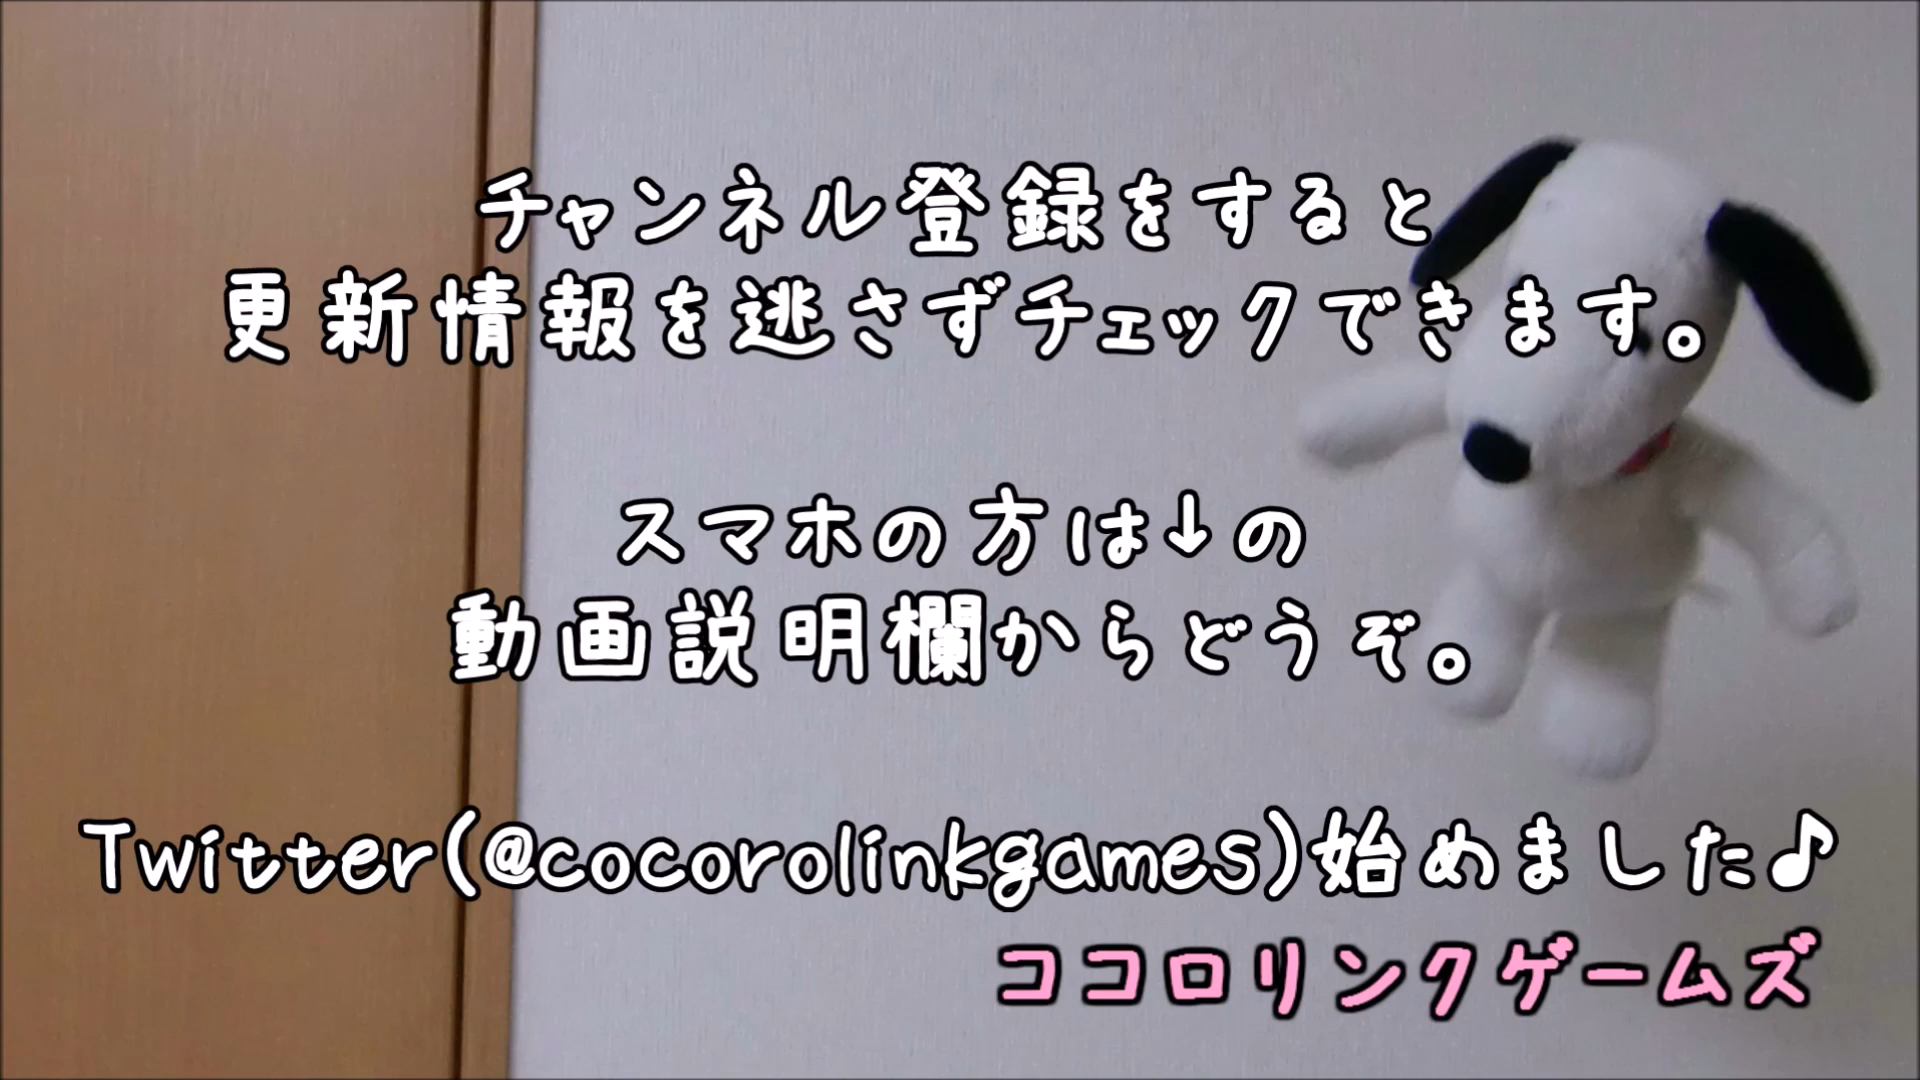 チャンネル登録をすると
更新情報を逃さずチェックできます。
スマホの方は↓の
動画説明欄からどうぞ。
Twitter(@cocorolinkgames)始めました♪
ココロリンクゲームズ